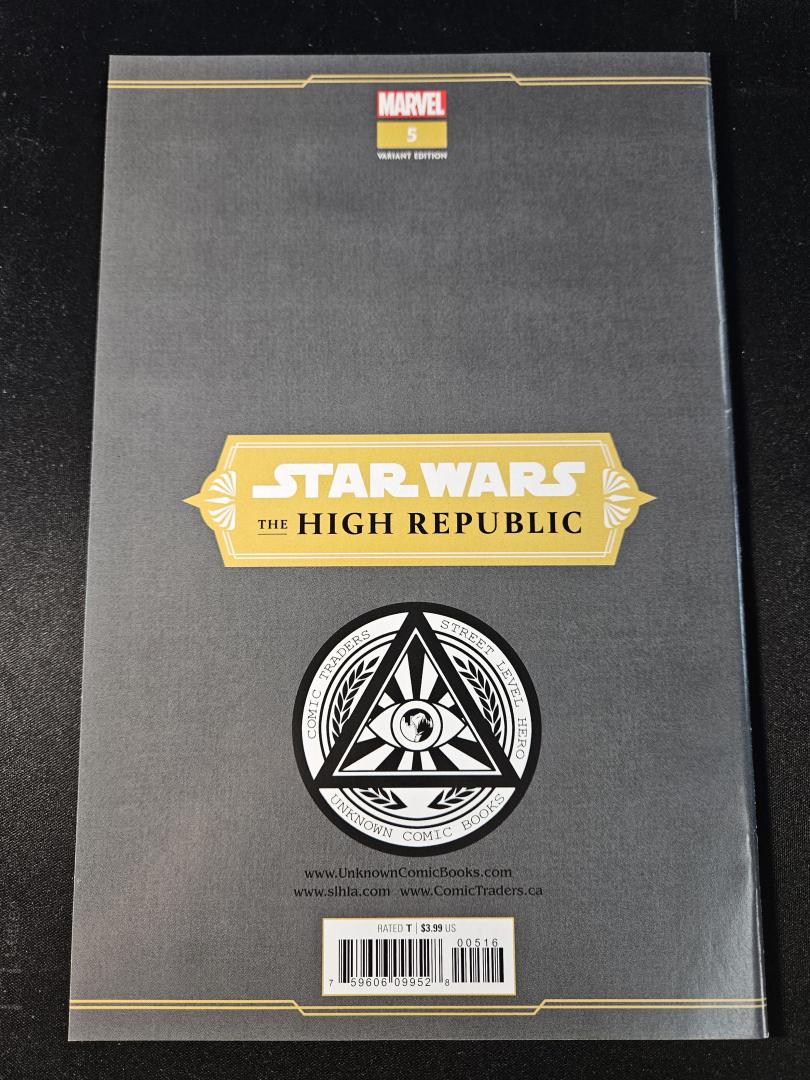 MARVEL
5
VARIANT EDITION
STAR WARS
THE HIGH REPUBLIC
COMIC TRADERS
STREET LEVEL HERO
UNKNOWN COMIC BOOKS
www.UnknownComicBooks.com
www.slhla.com www.ComicTraders.ca
RATED T | $3.99 US
00516
7 59606 09952 8